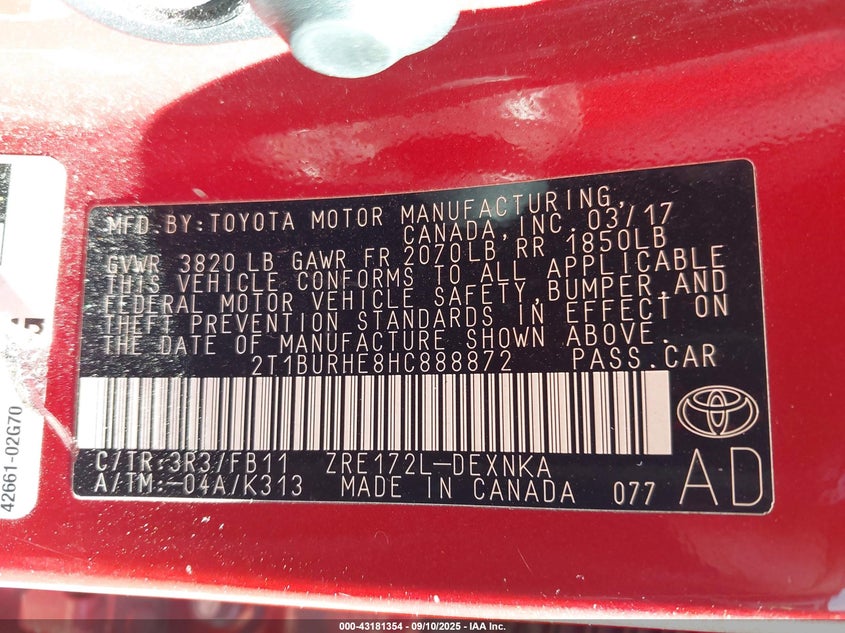 MFD.BY:TOYOTA MOTOR MANUFACTURING,
CANADA,INC. 03/17
GVWR 3820 LB GAWR FR 2070LB RR 1850LB
THIS VEHICLE CONFORMS TO ALL APPLICABLE
FEDERAL MOTOR VEHICLE SAFETY,BUMPER,AND
THEFT PREVENTION STANDARDS IN EFFECT ON
THE DATE OF MANUFACTURE SHOWN ABOVE.
2T1BURHE8HC888872 PASS.CAR
C/TR:3R3/FB11 ZRE172L-DEXNKA
A/TM:-04A/K313 MADE IN CANADA 077
AD
42661-02G70
000-43181354 - 09/10/2025 - IAA Inc.